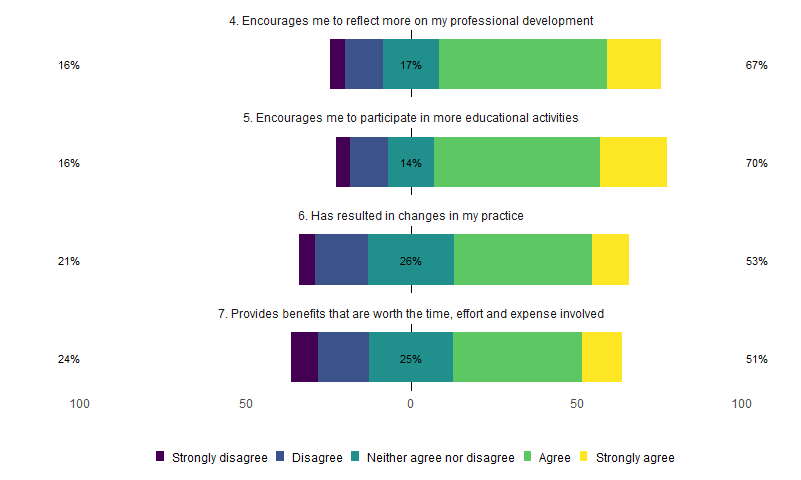 4. Encourages me to reflect more on my professional development
16% 17% 67%
5. Encourages me to participate in more educational activities
16% 14% 70%
6. Has resulted in changes in my practice
21% 26% 53%
7. Provides benefits that are worth the time, effort and expense involved
24% 25% 51%
100 50 0 50 100
Strongly disagree Disagree Neither agree nor disagree Agree Strongly agree